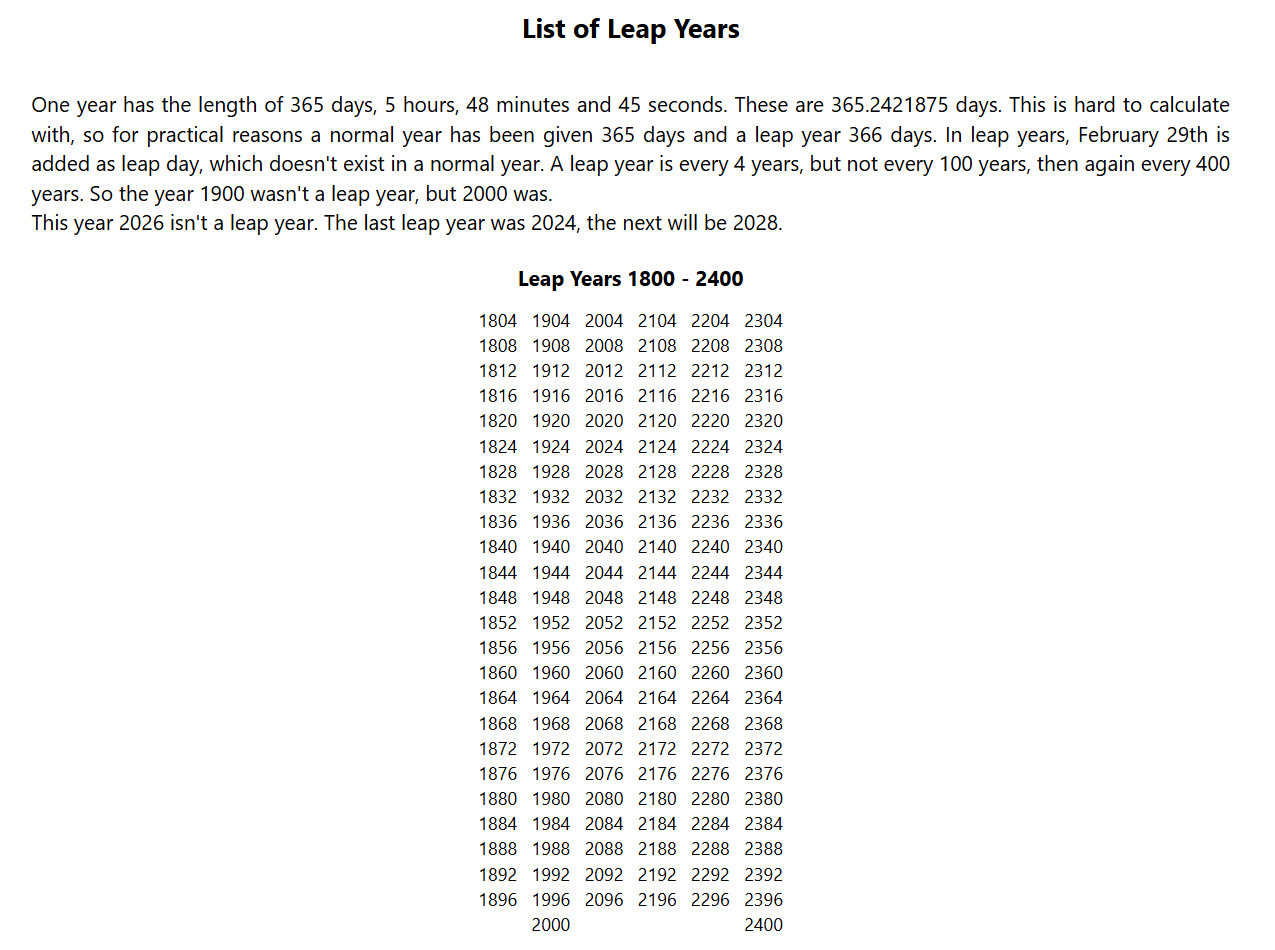 List of Leap Years
One year has the length of 365 days, 5 hours, 48 minutes and 45 seconds. These are 365.2421875 days. This is hard to calculate
with, so for practical reasons a normal year has been given 365 days and a leap year 366 days. In leap years, February 29th is
added as leap day, which doesn't exist in a normal year. A leap year is every 4 years, but not every 100 years, then again every 400
years. So the year 1900 wasn't a leap year, but 2000 was.
This year 2026 isn't a leap year. The last leap year was 2024, the next will be 2028.
Leap Years 1800 - 2400
1804 1904 2004 2104 2204 2304
1808 1908 2008 2108 2208 2308
1812 1912 2012 2112 2212 2312
1816 1916 2016 2116 2216 2316
1820 1920 2020 2120 2220 2320
1824 1924 2024 2124 2224 2324
1828 1928 2028 2128 2228 2328
1832 1932 2032 2132 2232 2332
1836 1936 2036 2136 2236 2336
1840 1940 2040 2140 2240 2340
1844 1944 2044 2144 2244 2344
1848 1948 2048 2148 2248 2348
1852 1952 2052 2152 2252 2352
1856 1956 2056 2156 2256 2356
1860 1960 2060 2160 2260 2360
1864 1964 2064 2164 2264 2364
1868 1968 2068 2168 2268 2368
1872 1972 2072 2172 2272 2372
1876 1976 2076 2176 2276 2376
1880 1980 2080 2180 2280 2380
1884 1984 2084 2184 2284 2384
1888 1988 2088 2188 2288 2388
1892 1992 2092 2192 2292 2392
1896 1996 2096 2196 2296 2396
2000 2400